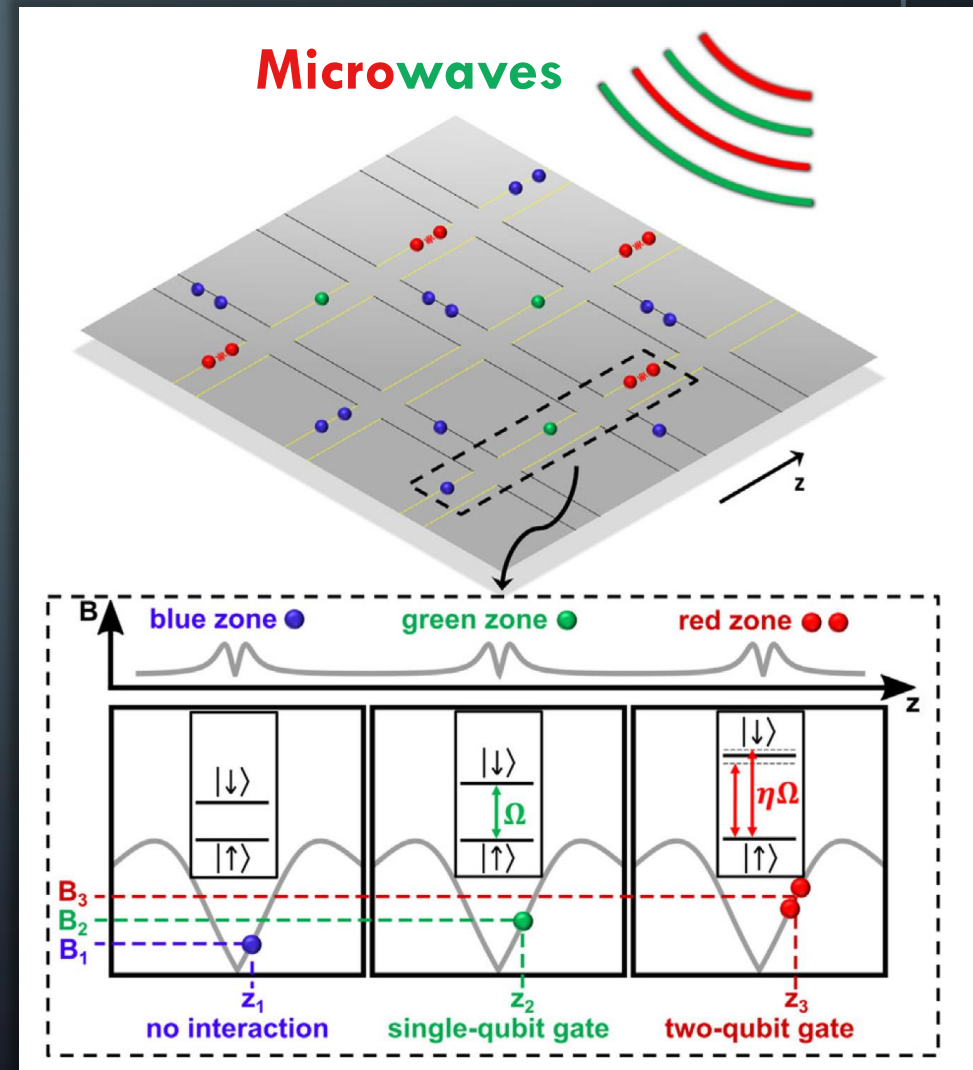 Microwaves
z
B
blue zone
green zone
red zone
z
|↓⟩
|↑⟩
|↓⟩
Ω
|↑⟩
|↓⟩
ηΩ
|↑⟩
B₃
B₂
B₁
z₁
z₂
z₃
no interaction
single-qubit gate
two-qubit gate